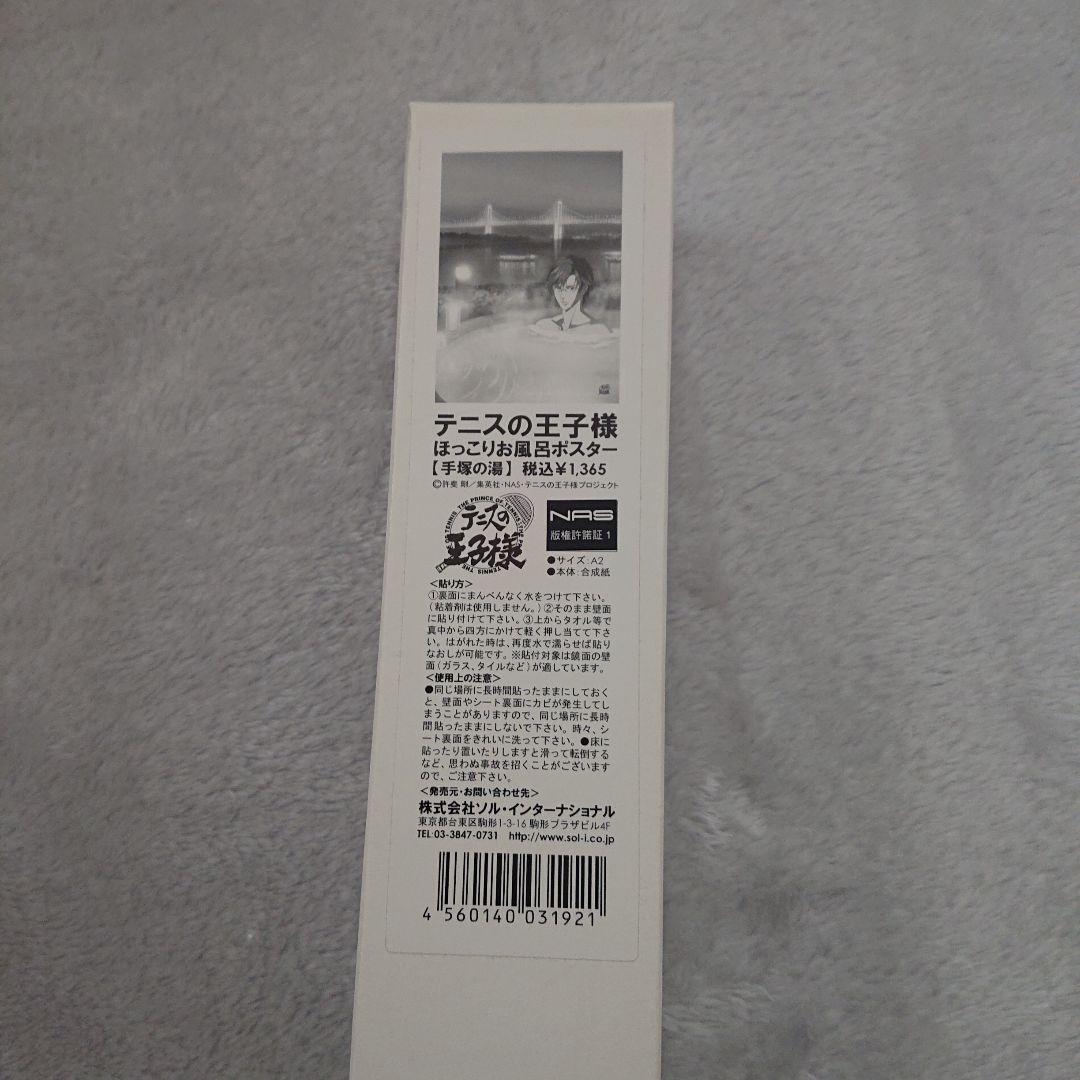 テニスの王子様
ほっこりお風呂ポスター
【手塚の湯】 税込¥1,365
©許斐 剛／集英社・NAS・テニスの王子様プロジェクト
THE PRINCE OF TENNIS
テニスの
王子様
NAS
版権許諾証 1
●サイズ：A2
●本体：合成紙
＜貼り方＞
①裏面にまんべんなく水をつけて下さい。
（粘着剤は使用しません。）②そのまま壁面
に貼り付けて下さい。③上からタオル等で
真中から四方にかけて軽く押し当てて下さ
い。はがれた時は、再度水で濡らせば貼り
なおしが可能です。※貼付対象は鏡面の壁
面（ガラス、タイルなど）が適しています。
＜使用上の注意＞
●同じ場所に長時間貼ったままにしておく
と、壁面やシート裏面にカビが発生してし
まうことがありますので、同じ場所に長時
間貼ったままにしないで下さい。時々、シ
ート裏面をきれいに洗って下さい。●床に
貼ったり置いたりしますと滑って転倒する
など、思わぬ事故を招くことがございます
ので、ご注意下さい。
＜発売元・お問い合わせ先＞
株式会社ソル・インターナショナル
東京都台東区駒形1-3-16 駒形プラザビル4F
TEL:03-3847-0731 http://www.sol-i.co.jp
4 560140 031921